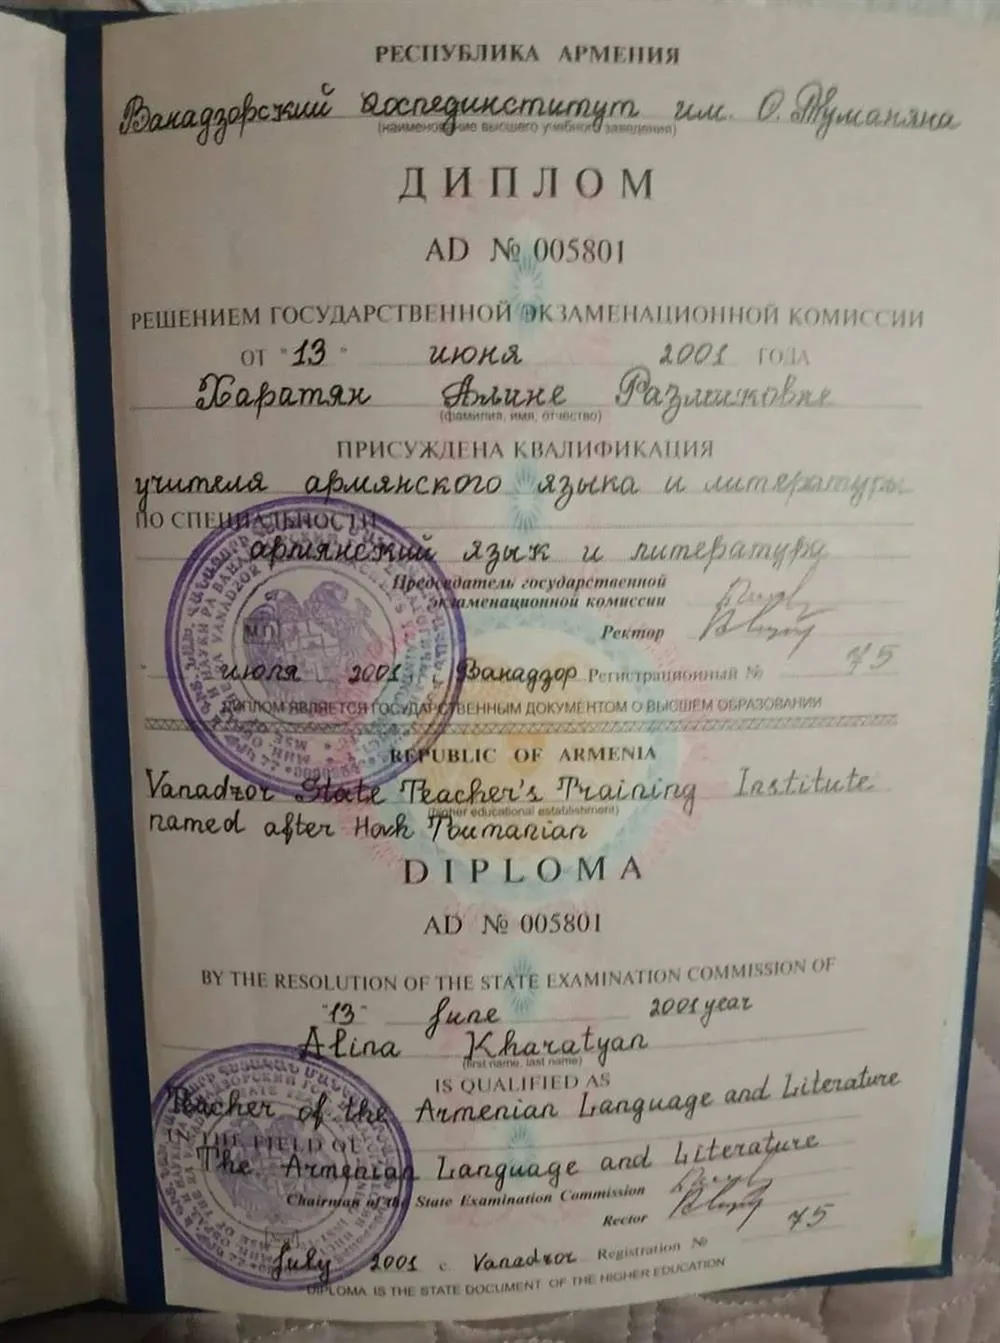 РЕСПУБЛИКА АРМЕНИЯ
Ванадзорский Госпединститут им. О. Туманяна
(наименование высшего учебного заведения)
ДИПЛОМ
AD № 005801
РЕШЕНИЕМ ГОСУДАРСТВЕННОЙ ЭКЗАМЕНАЦИОННОЙ КОМИССИИ
ОТ "13" июня 2001 ГОДА
Харатян Алине Размиковне
(фамилия, имя, отчество)
ПРИСУЖДЕНА КВАЛИФИКАЦИЯ
учителя армянского языка и литературы
ПО СПЕЦИАЛЬНОСТИ
армянский язык и литература
Председатель государственной
экзаменационной комиссии
Ректор
М.П.
июля 2001 г. Ванадзор Регистрационный № 75
ДИПЛОМ ЯВЛЯЕТСЯ ГОСУДАРСТВЕННЫМ ДОКУМЕНТОМ О ВЫСШЕМ ОБРАЗОВАНИИ
REPUBLIC OF ARMENIA
Vanadzor State Teacher's Training Institute
(higher educational establishment)
named after Hovh Toumanian
DIPLOMA
AD № 005801
BY THE RESOLUTION OF THE STATE EXAMINATION COMMISSION OF
"13" June 2001 year
Alina Kharatyan
(first name, last name)
IS QUALIFIED AS
Teacher of the Armenian Language and Literature
IN THE FIELD OF
The Armenian Language and Literature
Chairman of the State Examination Commission
Rector
July 2001 c. Vanadzor Registration № 75
DIPLOMA IS THE STATE DOCUMENT OF THE HIGHER EDUCATION